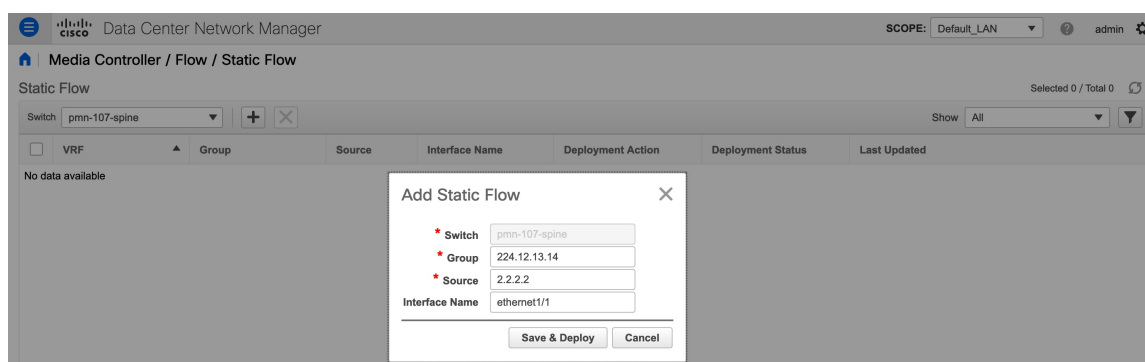 cisco Data Center Network Manager SCOPE: Default_LAN ? admin
Media Controller / Flow / Static Flow
Static Flow Selected 0 / Total 0
Switch pmn-107-spine Show All
VRF Group Source Interface Name Deployment Action Deployment Status Last Updated
No data available
Add Static Flow
* Switch pmn-107-spine
* Group 224.12.13.14
* Source 2.2.2.2
Interface Name ethernet1/1
Save & Deploy Cancel